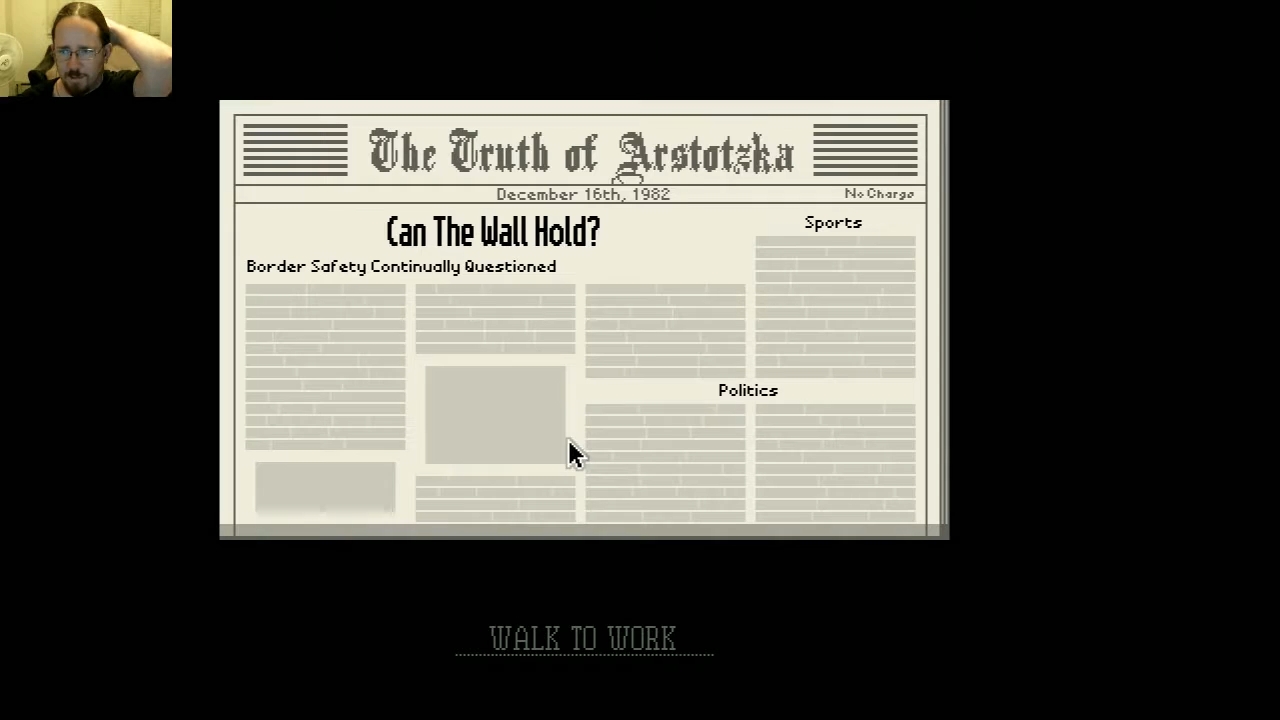 The Truth of Arstotzka
December 16th, 1982
No Charge
Can The Wall Hold?
Border Safety Continually Questioned
Sports
Politics
WALK TO WORK